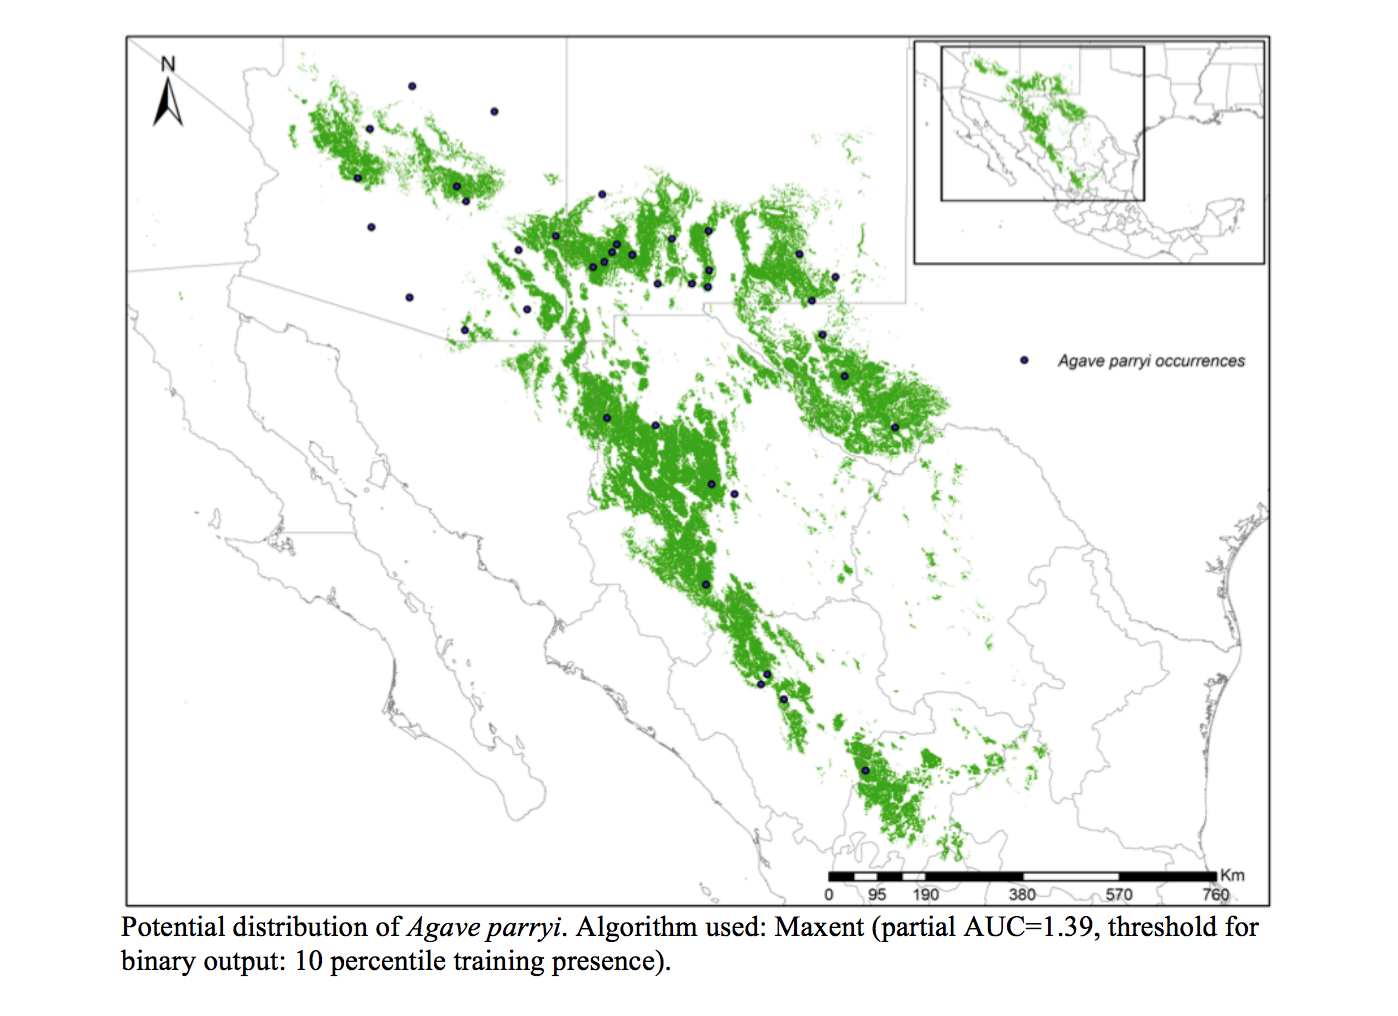 N
Agave parryi occurrences
Km
0 95 190 380 570 760
Potential distribution of Agave parryi. Algorithm used: Maxent (partial AUC=1.39, threshold for
binary output: 10 percentile training presence).